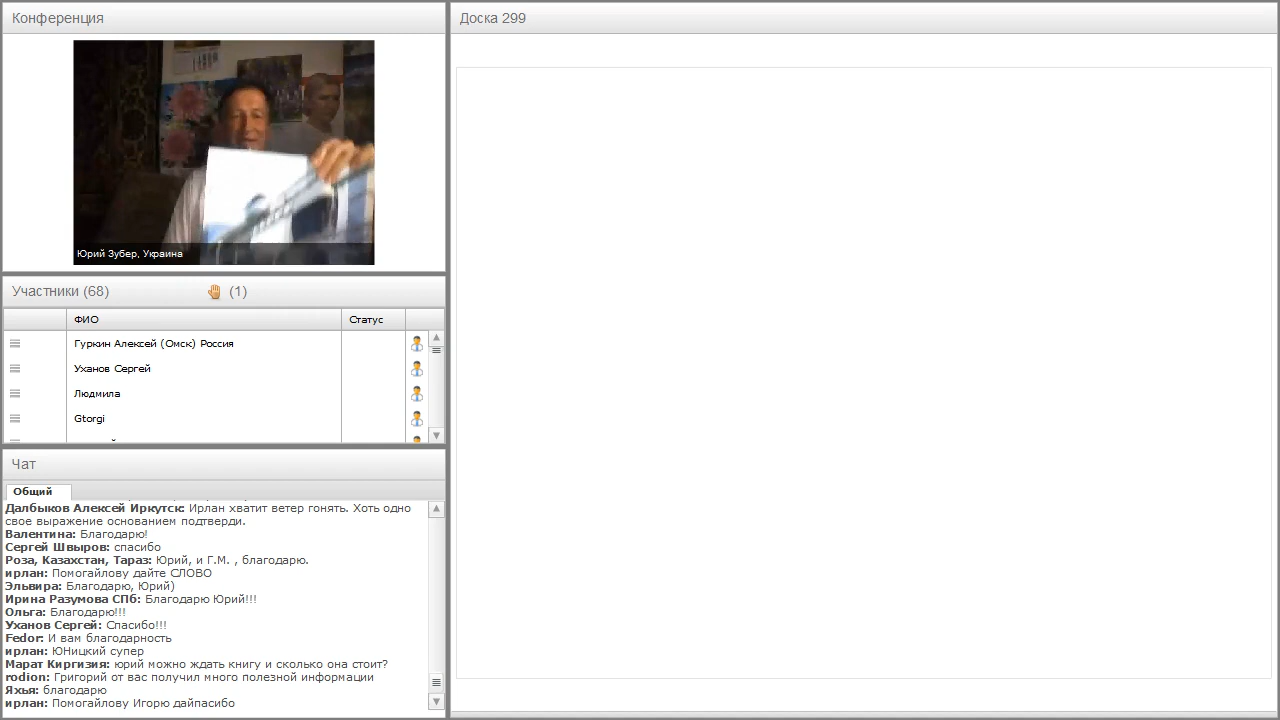 Конференция
Юрий Зубер, Украина
Участники (68) (1)
ФИО Статус
Гуркин Алексей (Омск) Россия
Уханов Сергей
Людмила
Gtorgi
Чат
Общий
Далбыков Алексей Иркутск: Ирлан хватит ветер гонять. Хоть одно
свое выражение основанием подтверди.
Валентина: Благодарю!
Сергей Швыров: спасибо
Роза, Казахстан, Тараз: Юрий, и Г.М. , благодарю.
ирлан: Помогайлову дайте СЛОВО
Эльвира: Благодарю, Юрий)
Ирина Разумова СПб: Благодарю Юрий!!!
Ольга: Благодарю!!!
Уханов Сергей: Спасибо!!!
Fedor: И вам благодарность
ирлан: ЮНицкий супер
Марат Киргизия: юрий можно ждать книгу и сколько она стоит?
rodion: Григорий от вас получил много полезной информации
Яхья: благодарю
ирлан: Помогайлову Игорю дайпасибо
Доска 299